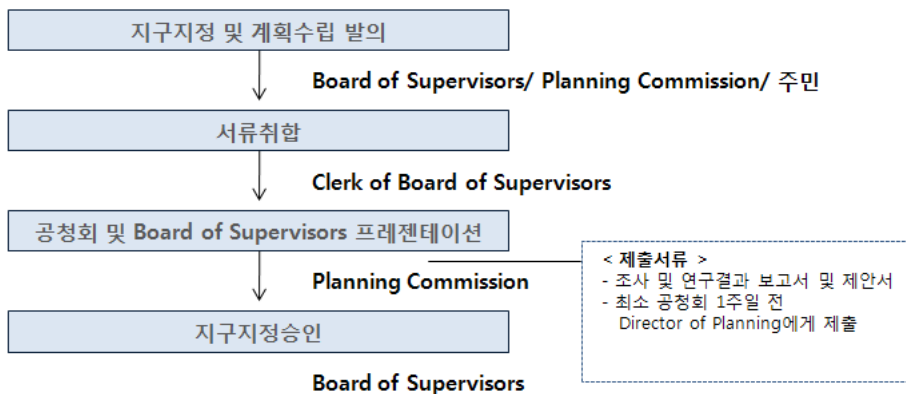 지구지정 및 계획수립 발의
Board of Supervisors/ Planning Commission/ 주민
서류취합
Clerk of Board of Supervisors
공청회 및 Board of Supervisors 프레젠테이션
Planning Commission
< 제출서류 >
- 조사 및 연구결과 보고서 및 제안서
- 최소 공청회 1주일 전
Director of Planning에게 제출
지구지정승인
Board of Supervisors